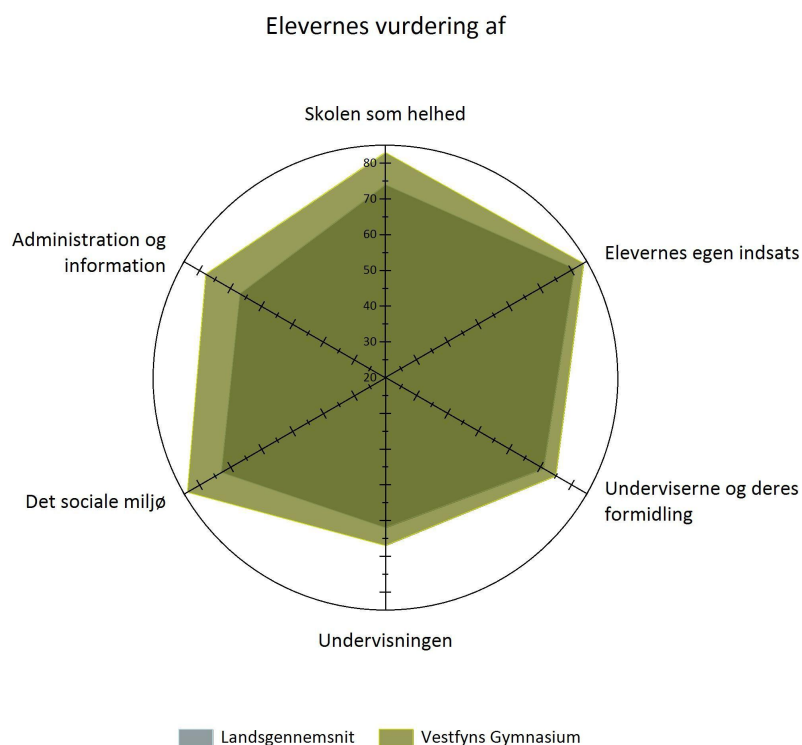 Elevernes vurdering af
Skolen som helhed
80
70
60
50
40
30
20
Administration og
information
Elevernes egen indsats
Det sociale miljø
Underviserne og deres
formidling
Undervisningen
Landsgennemsnit
Vestfyns Gymnasium